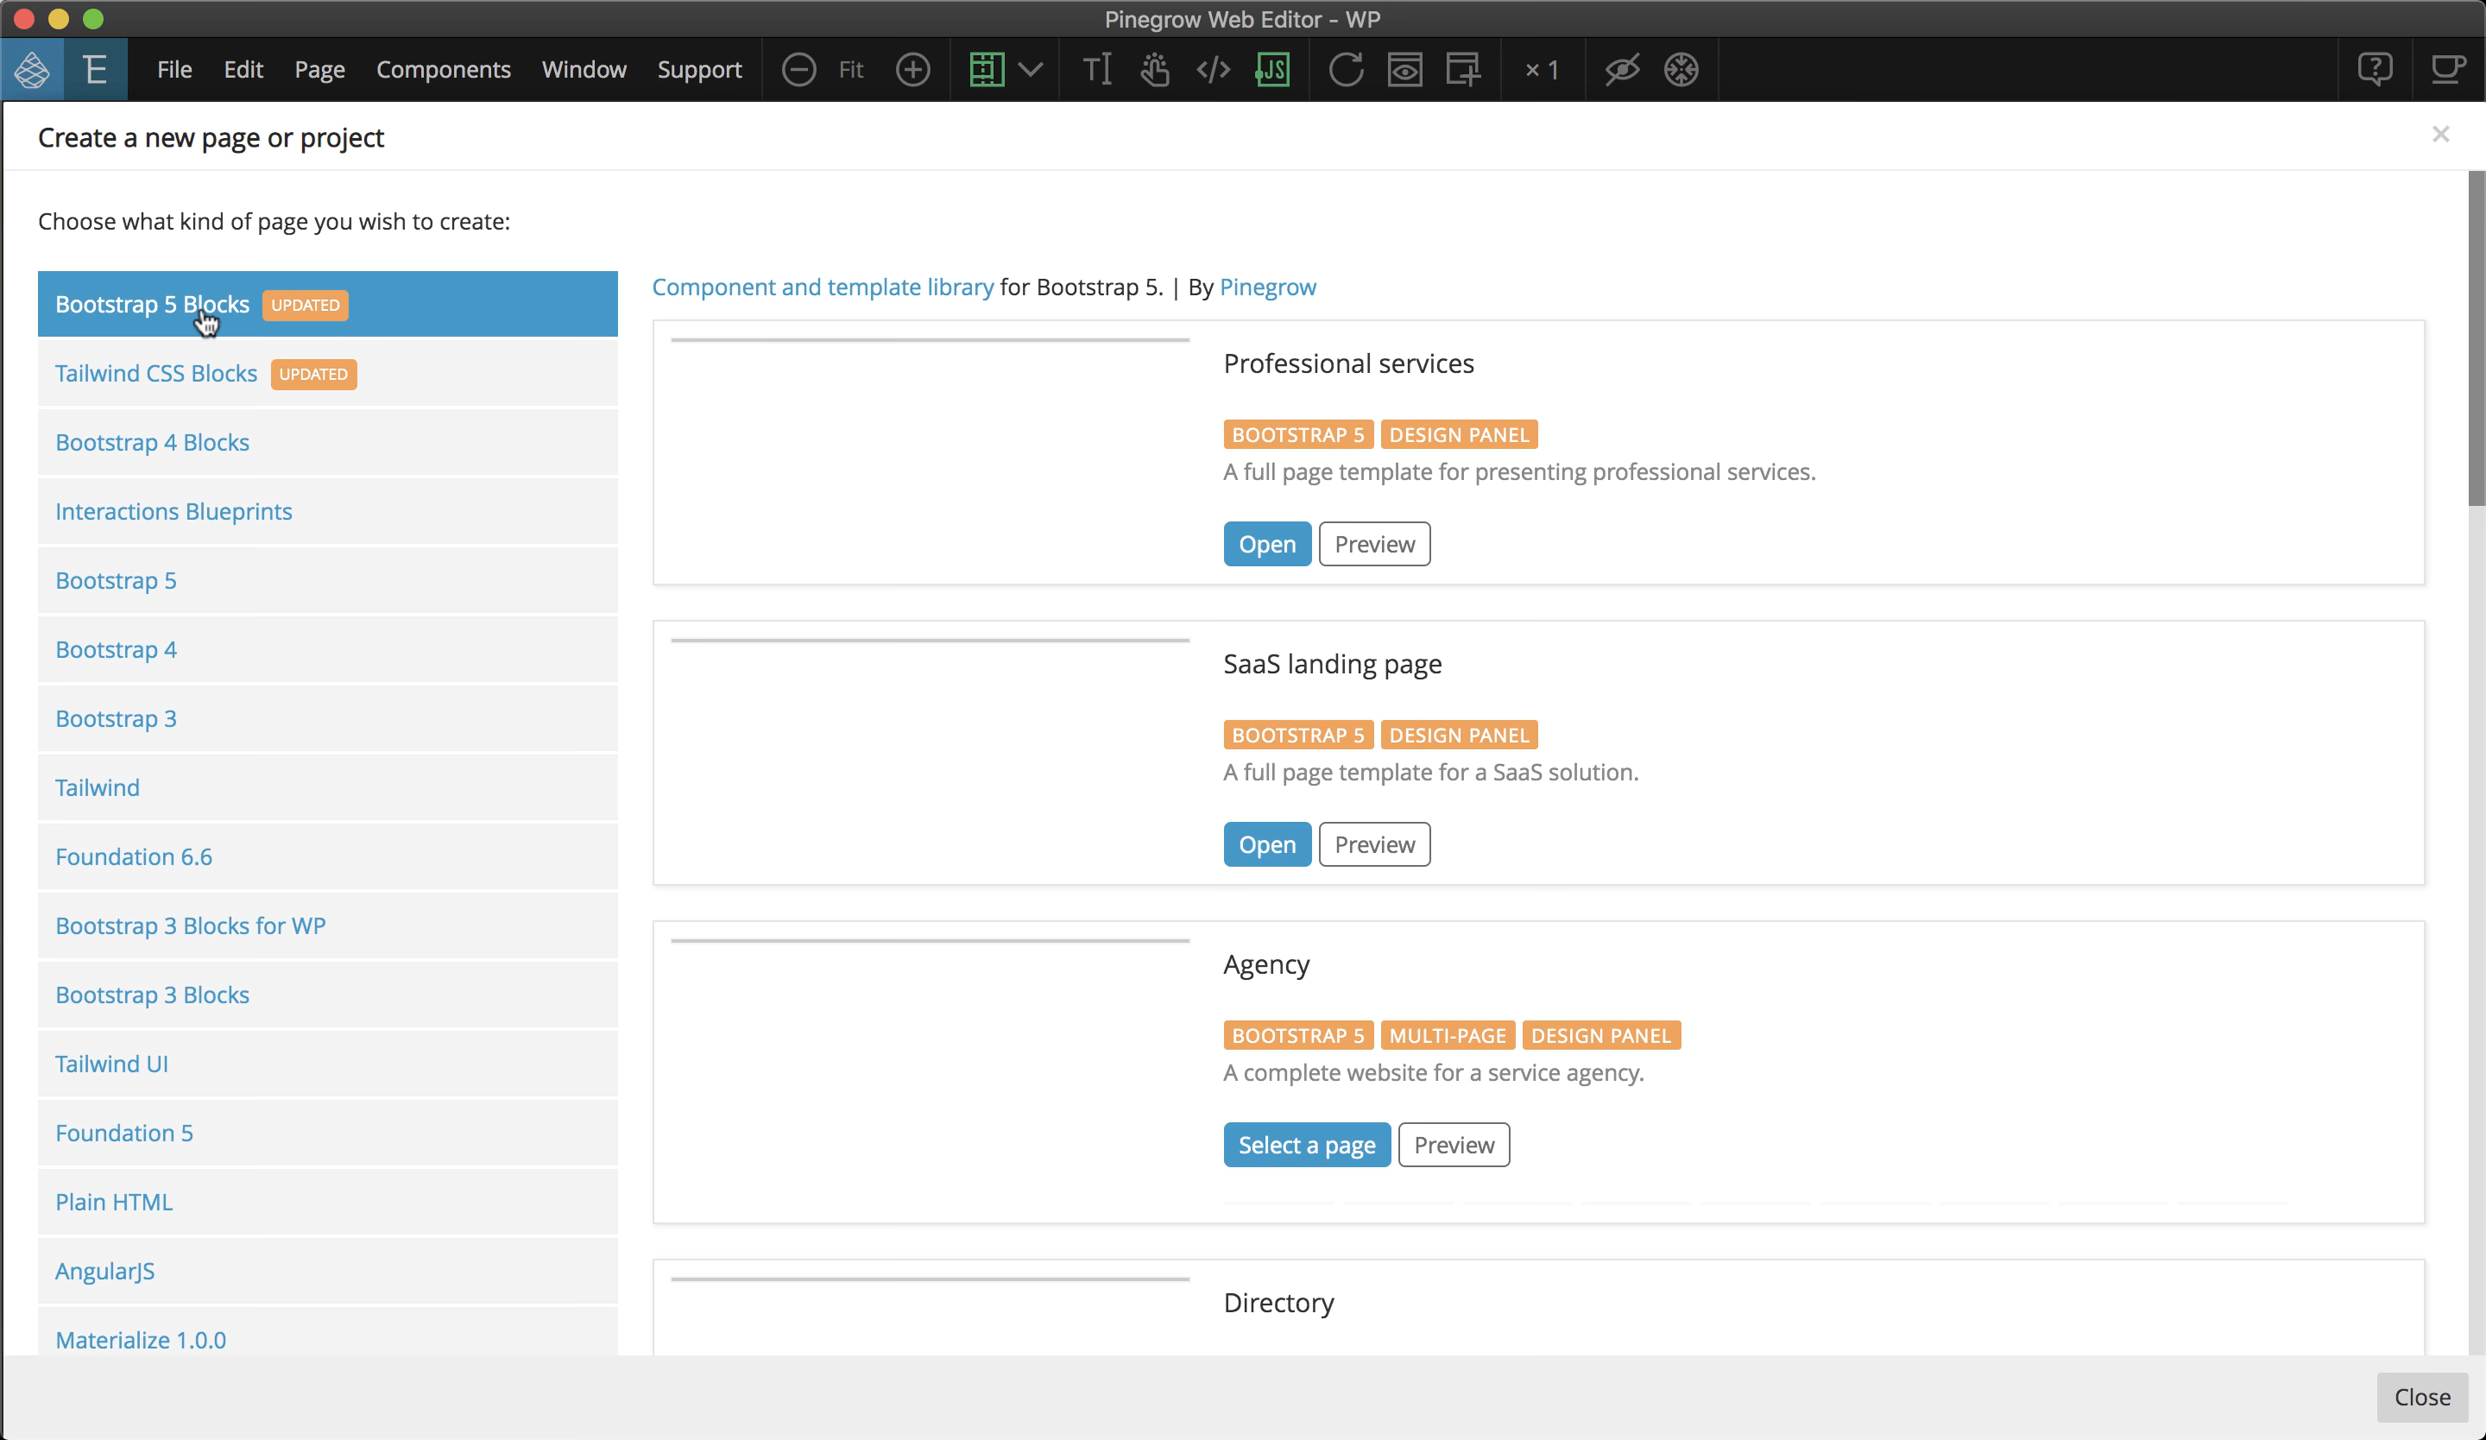 Pinegrow Web Editor - WP
File Edit Page Components Window Support Fit JS × 1
Create a new page or project
×
Choose what kind of page you wish to create:
Bootstrap 5 Blocks UPDATED
Tailwind CSS Blocks UPDATED
Bootstrap 4 Blocks
Interactions Blueprints
Bootstrap 5
Bootstrap 4
Bootstrap 3
Tailwind
Foundation 6.6
Bootstrap 3 Blocks for WP
Bootstrap 3 Blocks
Tailwind UI
Foundation 5
Plain HTML
AngularJS
Materialize 1.0.0
Component and template library for Bootstrap 5. | By Pinegrow
Professional services
BOOTSTRAP 5 DESIGN PANEL
A full page template for presenting professional services.
Open Preview
SaaS landing page
BOOTSTRAP 5 DESIGN PANEL
A full page template for a SaaS solution.
Open Preview
Agency
BOOTSTRAP 5 MULTI-PAGE DESIGN PANEL
A complete website for a service agency.
Select a page Preview
Directory
Close